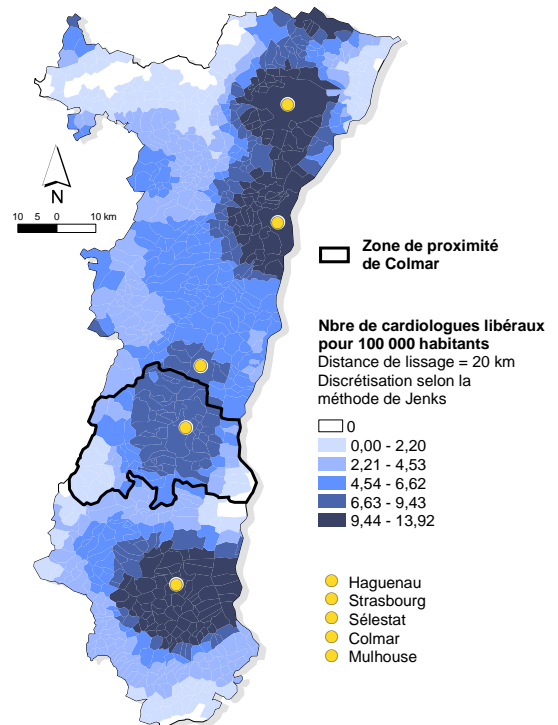 N
10 5 0 10 km
Zone de proximité
de Colmar
Nbre de cardiologues libéraux
pour 100 000 habitants
Distance de lissage = 20 km
Discrétisation selon la
méthode de Jenks
0
0,00 - 2,20
2,21 - 4,53
4,54 - 6,62
6,63 - 9,43
9,44 - 13,92
Haguenau
Strasbourg
Sélestat
Colmar
Mulhouse